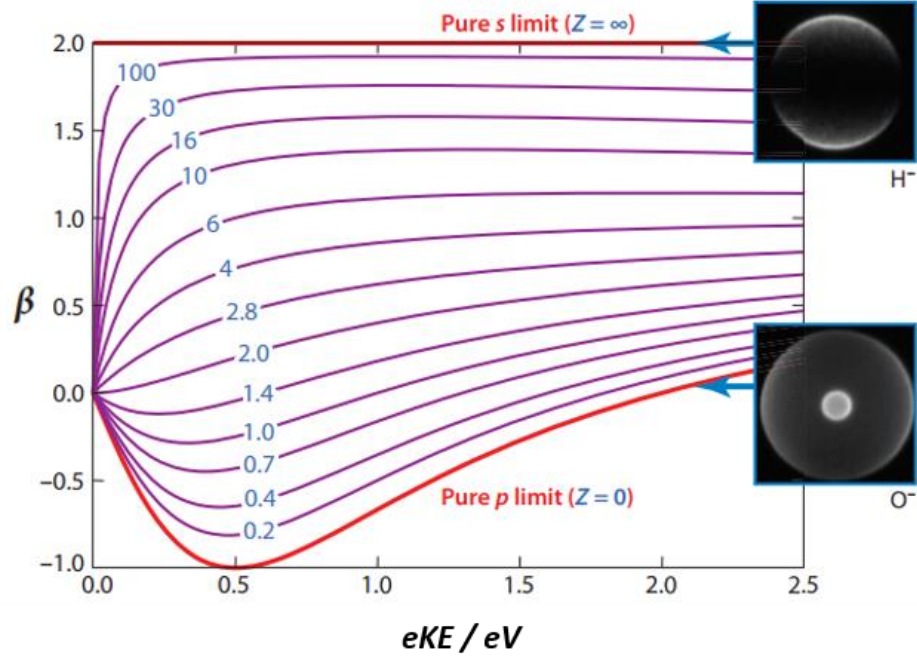 Pure s limit (Z = ∞)
2.0
100
30
1.5
16
10
H⁻
1.0
6
4
β
0.5
2.8
2.0
0.0
1.4
1.0
0.7
−0.5
0.4
Pure p limit (Z = 0)
O⁻
0.2
−1.0
0.0 0.5 1.0 1.5 2.0 2.5
eKE / eV